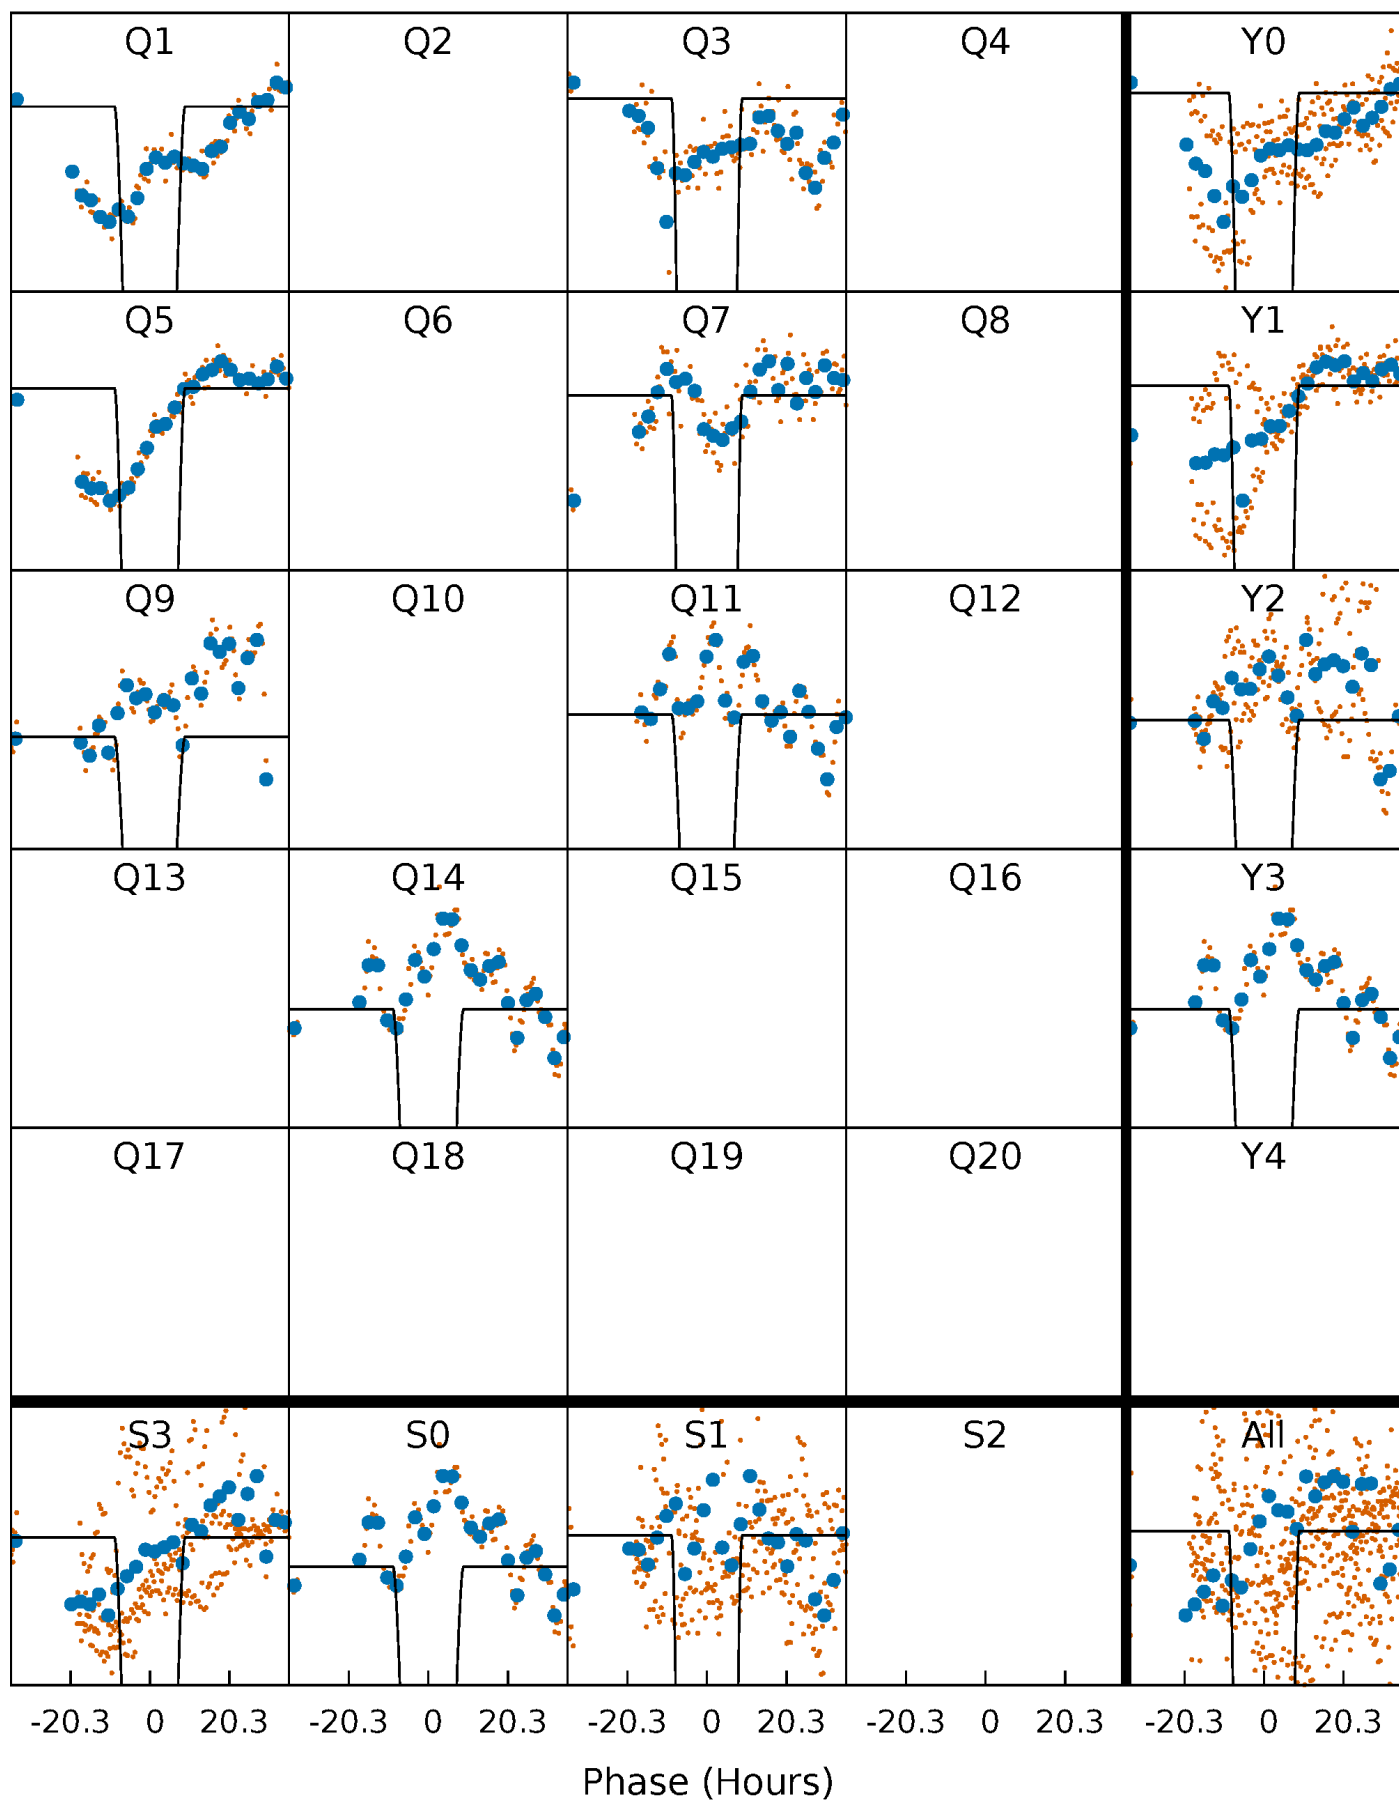 Q1 Q2 Q3 Q4 Y0
Q5 Q6 Q7 Q8 Y1
Q9 Q10 Q11 Q12 Y2
Q13 Q14 Q15 Q16 Y3
Q17 Q18 Q19 Q20 Y4
S3 S0 S1 S2 All
-20.3 0 20.3 -20.3 0 20.3 -20.3 0 20.3 -20.3 0 20.3 -20.3 0 20.3
Phase (Hours)